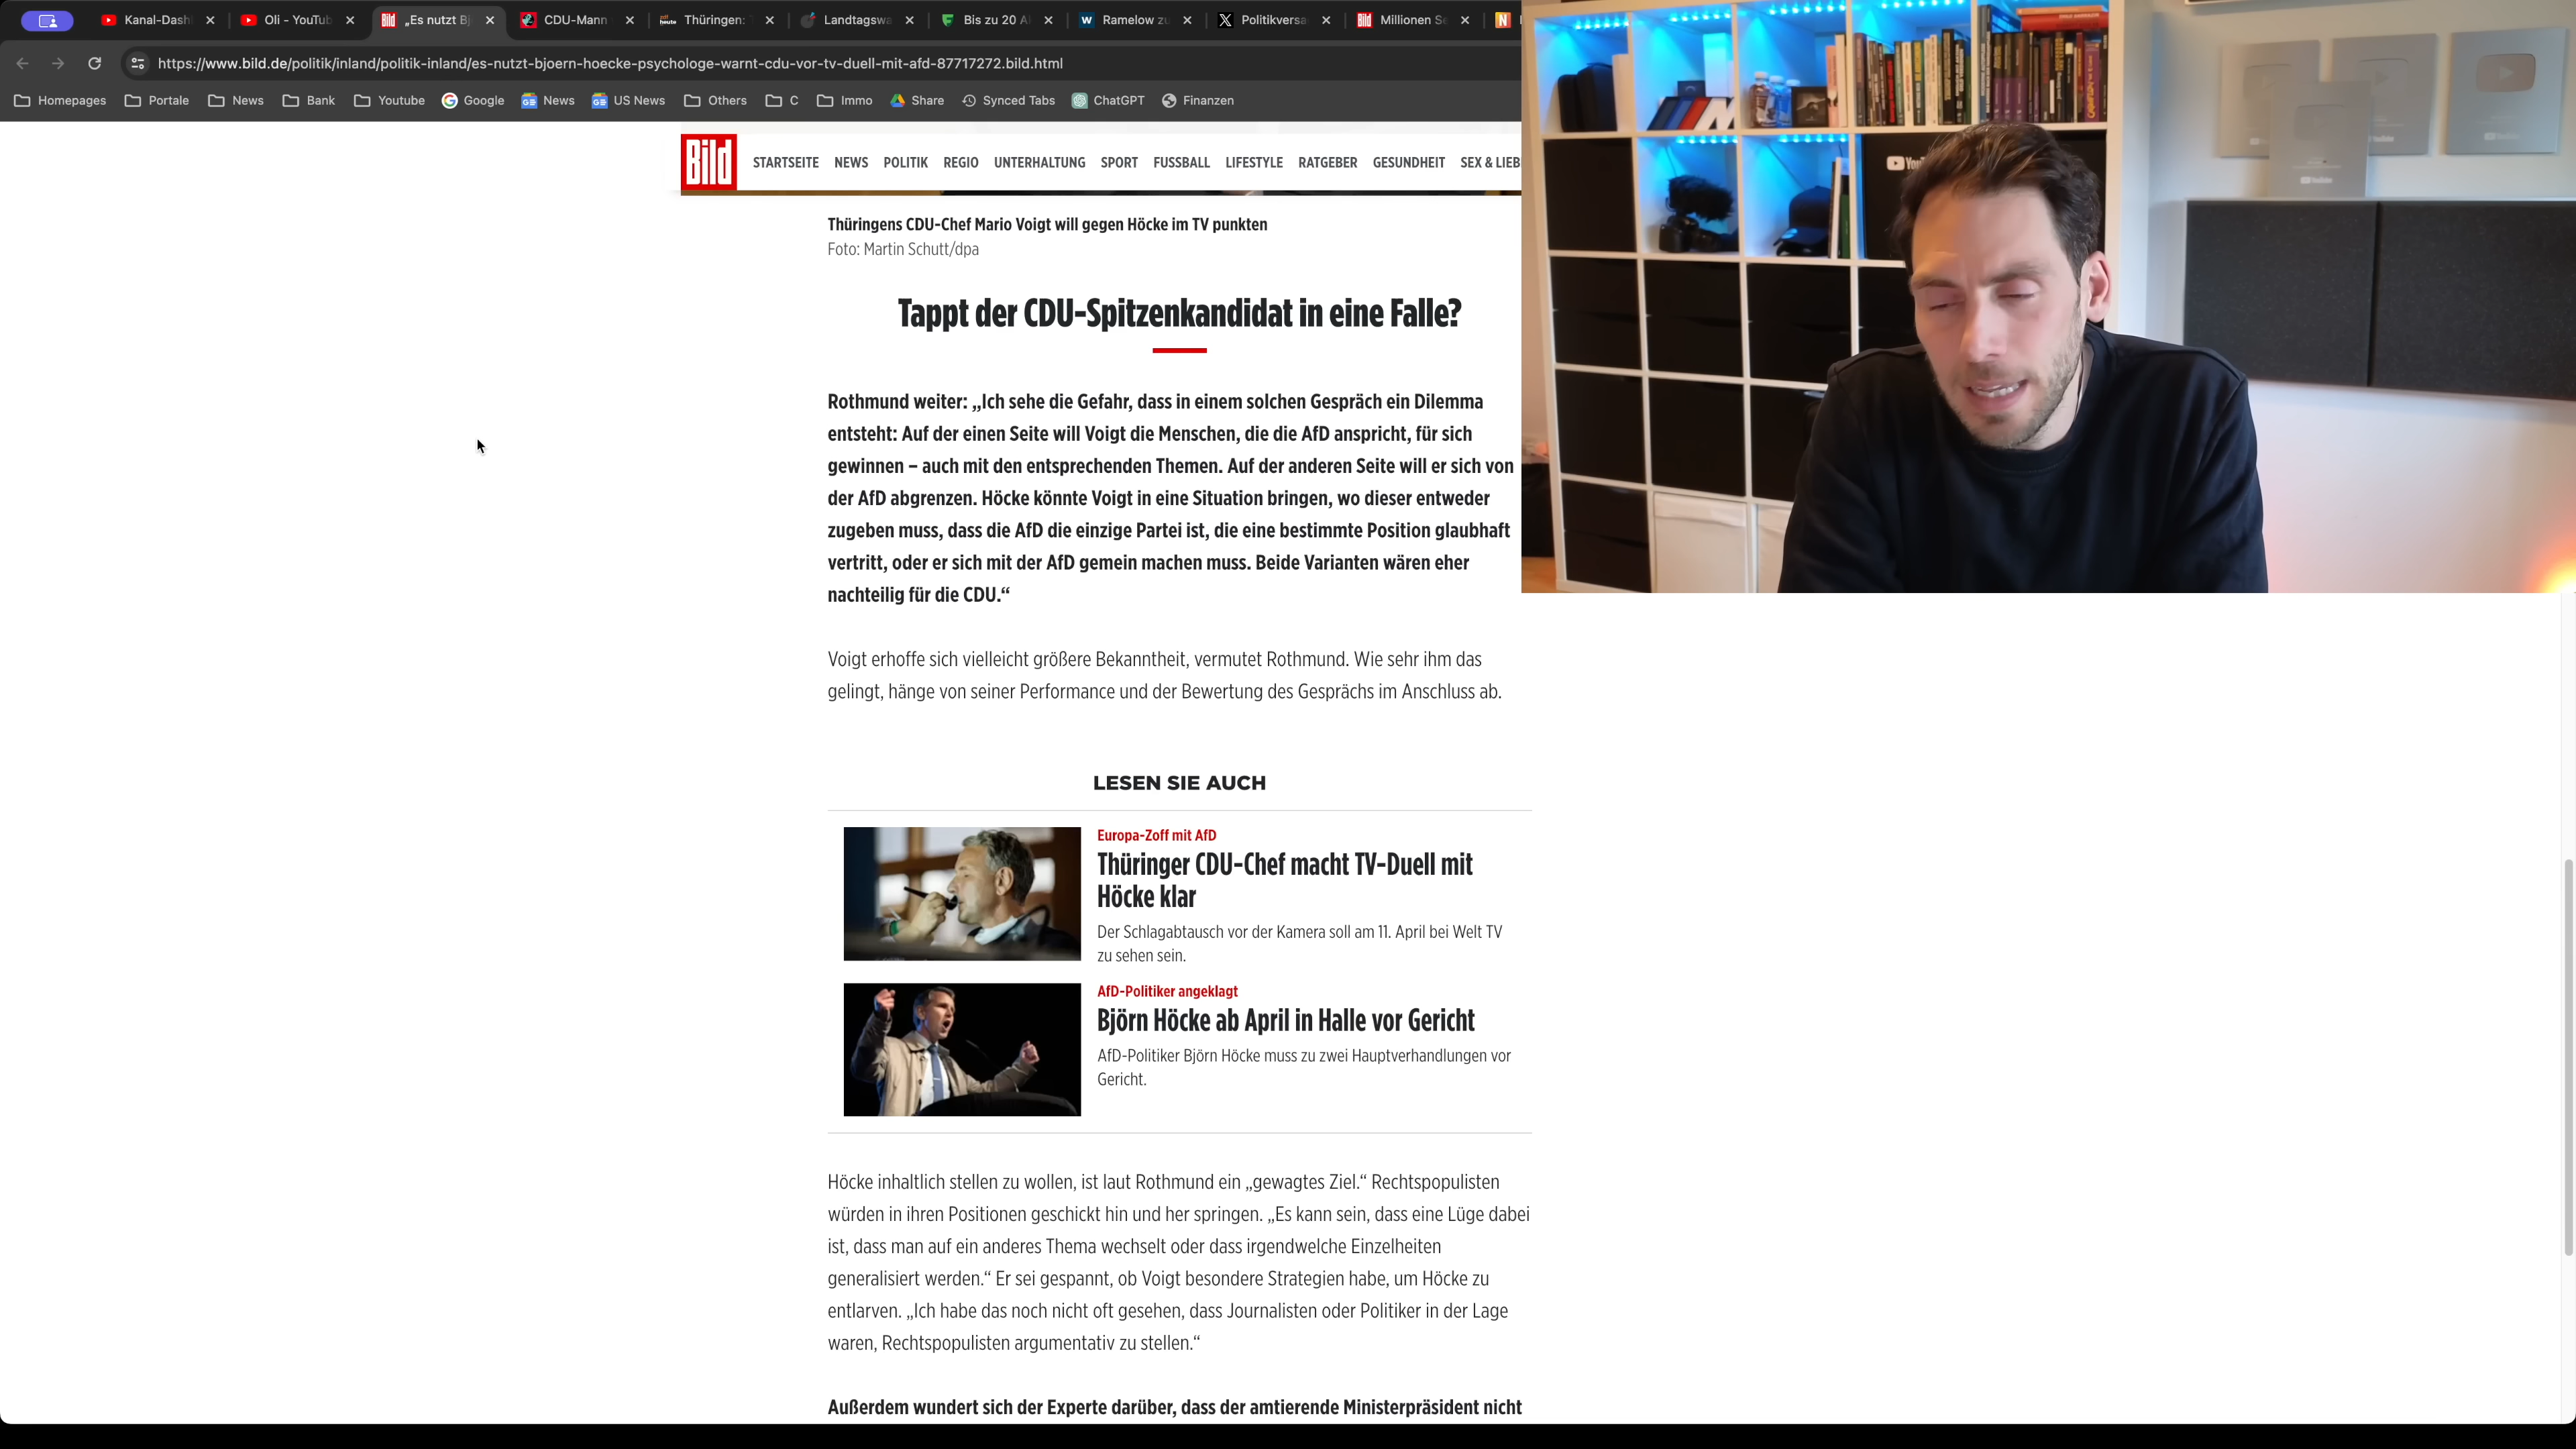 Kanal-Dash
Oli - YouTub
„Es nutzt Bj
CDU-Mann
Thüringen:
Landtagswa
Bis zu 20 A
Ramelow zu
Politikversa
Millionen S
https://www.bild.de/politik/inland/politik-inland/es-nutzt-bjoern-hoecke-psychologe-warnt-cdu-vor-tv-duell-mit-afd-87717272.bild.html
Homepages
Portale
News
Bank
Youtube
Google
News
US News
Others
C
Immo
Share
Synced Tabs
ChatGPT
Finanzen
Bild
STARTSEITE NEWS POLITIK REGIO UNTERHALTUNG SPORT FUSSBALL LIFESTYLE RATGEBER GESUNDHEIT SEX & LIEB
Thüringens CDU-Chef Mario Voigt will gegen Höcke im TV punkten
Foto: Martin Schutt/dpa
Tappt der CDU-Spitzenkandidat in eine Falle?
Rothmund weiter: „Ich sehe die Gefahr, dass in einem solchen Gespräch ein Dilemma
entsteht: Auf der einen Seite will Voigt die Menschen, die die AfD anspricht, für sich
gewinnen – auch mit den entsprechenden Themen. Auf der anderen Seite will er sich von
der AfD abgrenzen. Höcke könnte Voigt in eine Situation bringen, wo dieser entweder
zugeben muss, dass die AfD die einzige Partei ist, die eine bestimmte Position glaubhaft
vertritt, oder er sich mit der AfD gemein machen muss. Beide Varianten wären eher
nachteilig für die CDU.“
Voigt erhoffe sich vielleicht größere Bekanntheit, vermutet Rothmund. Wie sehr ihm das
gelingt, hänge von seiner Performance und der Bewertung des Gesprächs im Anschluss ab.
LESEN SIE AUCH
Europa-Zoff mit AfD
Thüringer CDU-Chef macht TV-Duell mit
Höcke klar
Der Schlagabtausch vor der Kamera soll am 11. April bei Welt TV
zu sehen sein.
AfD-Politiker angeklagt
Björn Höcke ab April in Halle vor Gericht
AfD-Politiker Björn Höcke muss zu zwei Hauptverhandlungen vor
Gericht.
Höcke inhaltlich stellen zu wollen, ist laut Rothmund ein „gewagtes Ziel.“ Rechtspopulisten
würden in ihren Positionen geschickt hin und her springen. „Es kann sein, dass eine Lüge dabei
ist, dass man auf ein anderes Thema wechselt oder dass irgendwelche Einzelheiten
generalisiert werden.“ Er sei gespannt, ob Voigt besondere Strategien habe, um Höcke zu
entlarven. „Ich habe das noch nicht oft gesehen, dass Journalisten oder Politiker in der Lage
waren, Rechtspopulisten argumentativ zu stellen.“
Außerdem wundert sich der Experte darüber, dass der amtierende Ministerpräsident nicht